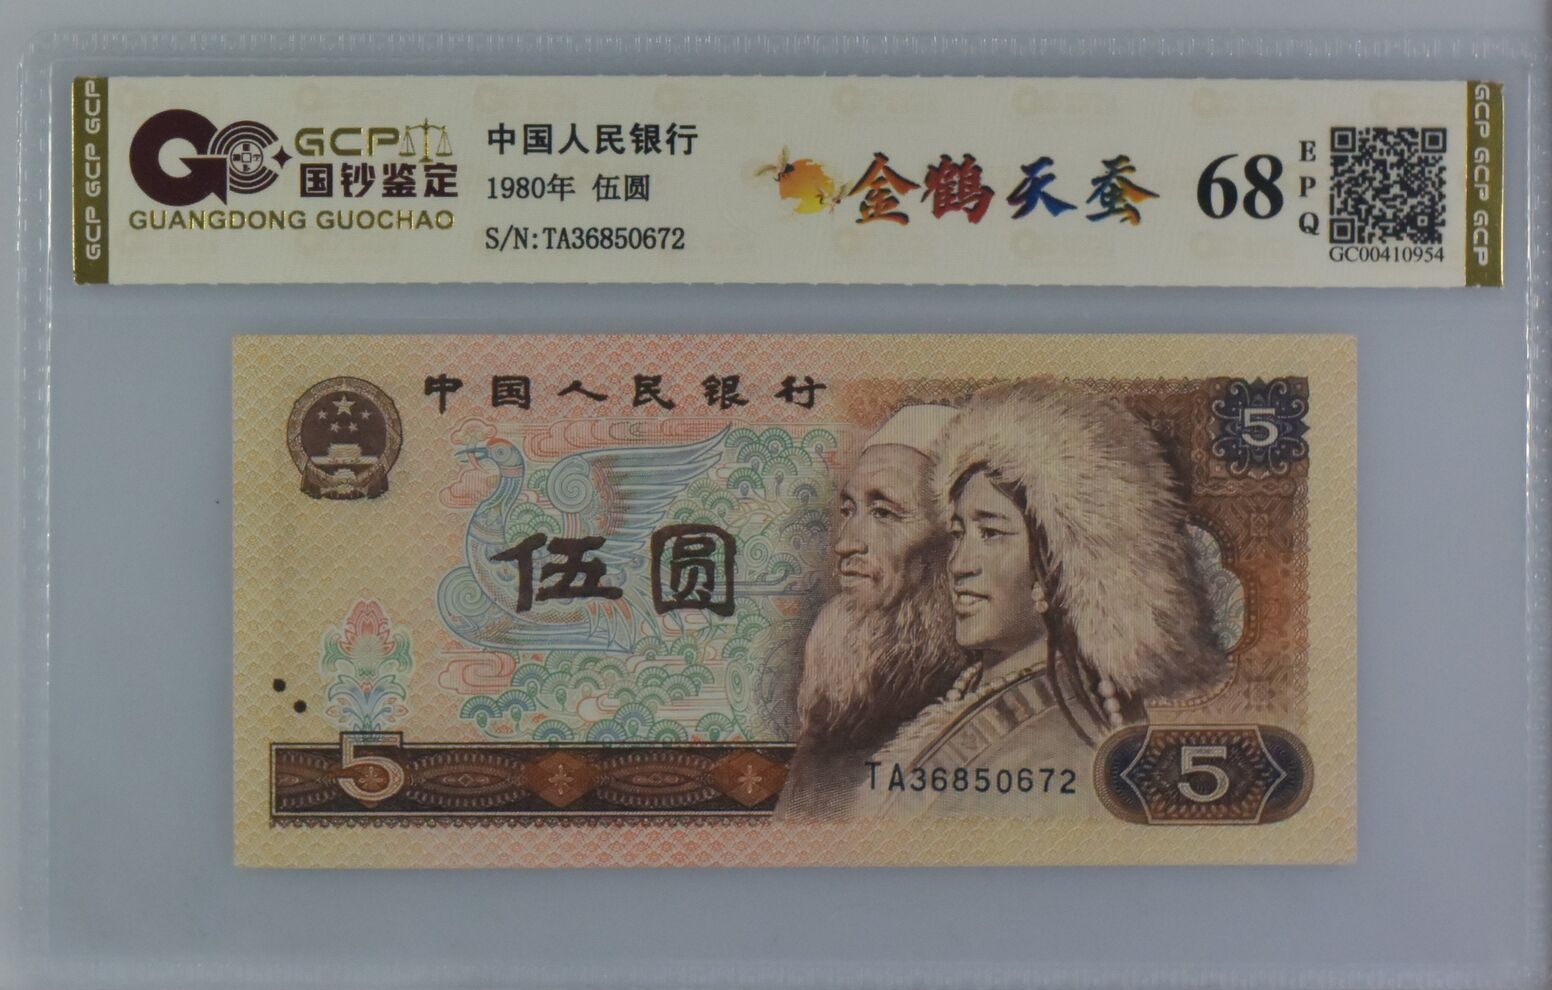 GCP GCP GCP
GCP
国钞鉴定
GUANGDONG GUOCHAO
中国人民银行
1980年 伍圆
S/N:TA36850672
金鹤天蚕
68
EPQ
GC00410954
GCP GCP GCP
中国人民银行
5
伍圆
5
TA36850672
5